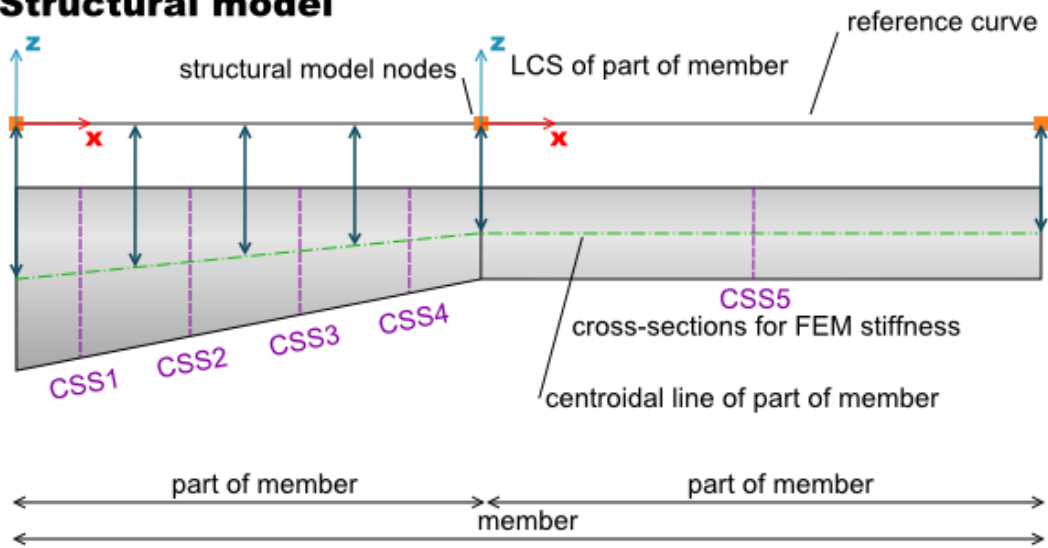 Structural model
reference curve
z
z
structural model nodes
LCS of part of member
x
x
CSS1
CSS2
CSS3
CSS4
CSS5
cross-sections for FEM stiffness
centroidal line of part of member
part of member
part of member
member